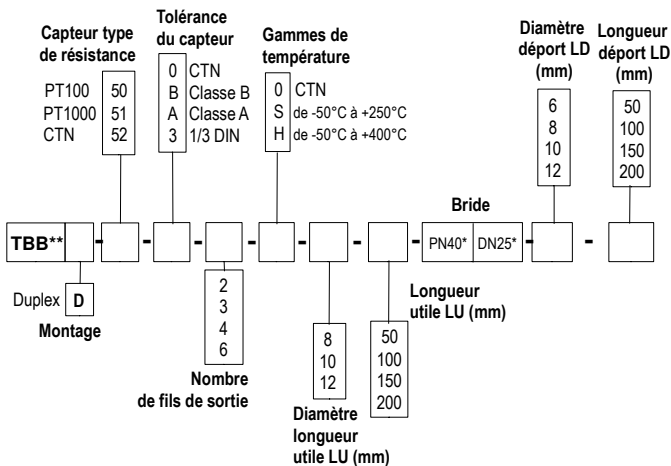 Capteur type
de résistance
PT100 50
PT1000 51
CTN 52
Tolérance
du capteur
0 CTN
B Classe B
A Classe A
3 1/3 DIN
Gammes de
température
0 CTN
S de -50°C à +250°C
H de -50°C à +400°C
Diamètre
déport LD
(mm)
6
8
10
12
Longueur
déport LD
(mm)
50
100
150
200
Bride
TBB** - - - - - - - PN40* DN25* - -
Duplex D
Montage
2
3
4
6
Nombre
de fils de sortie
8
10
12
Diamètre
longueur
utile LU (mm)
Longueur
utile LU (mm)
50
100
150
200